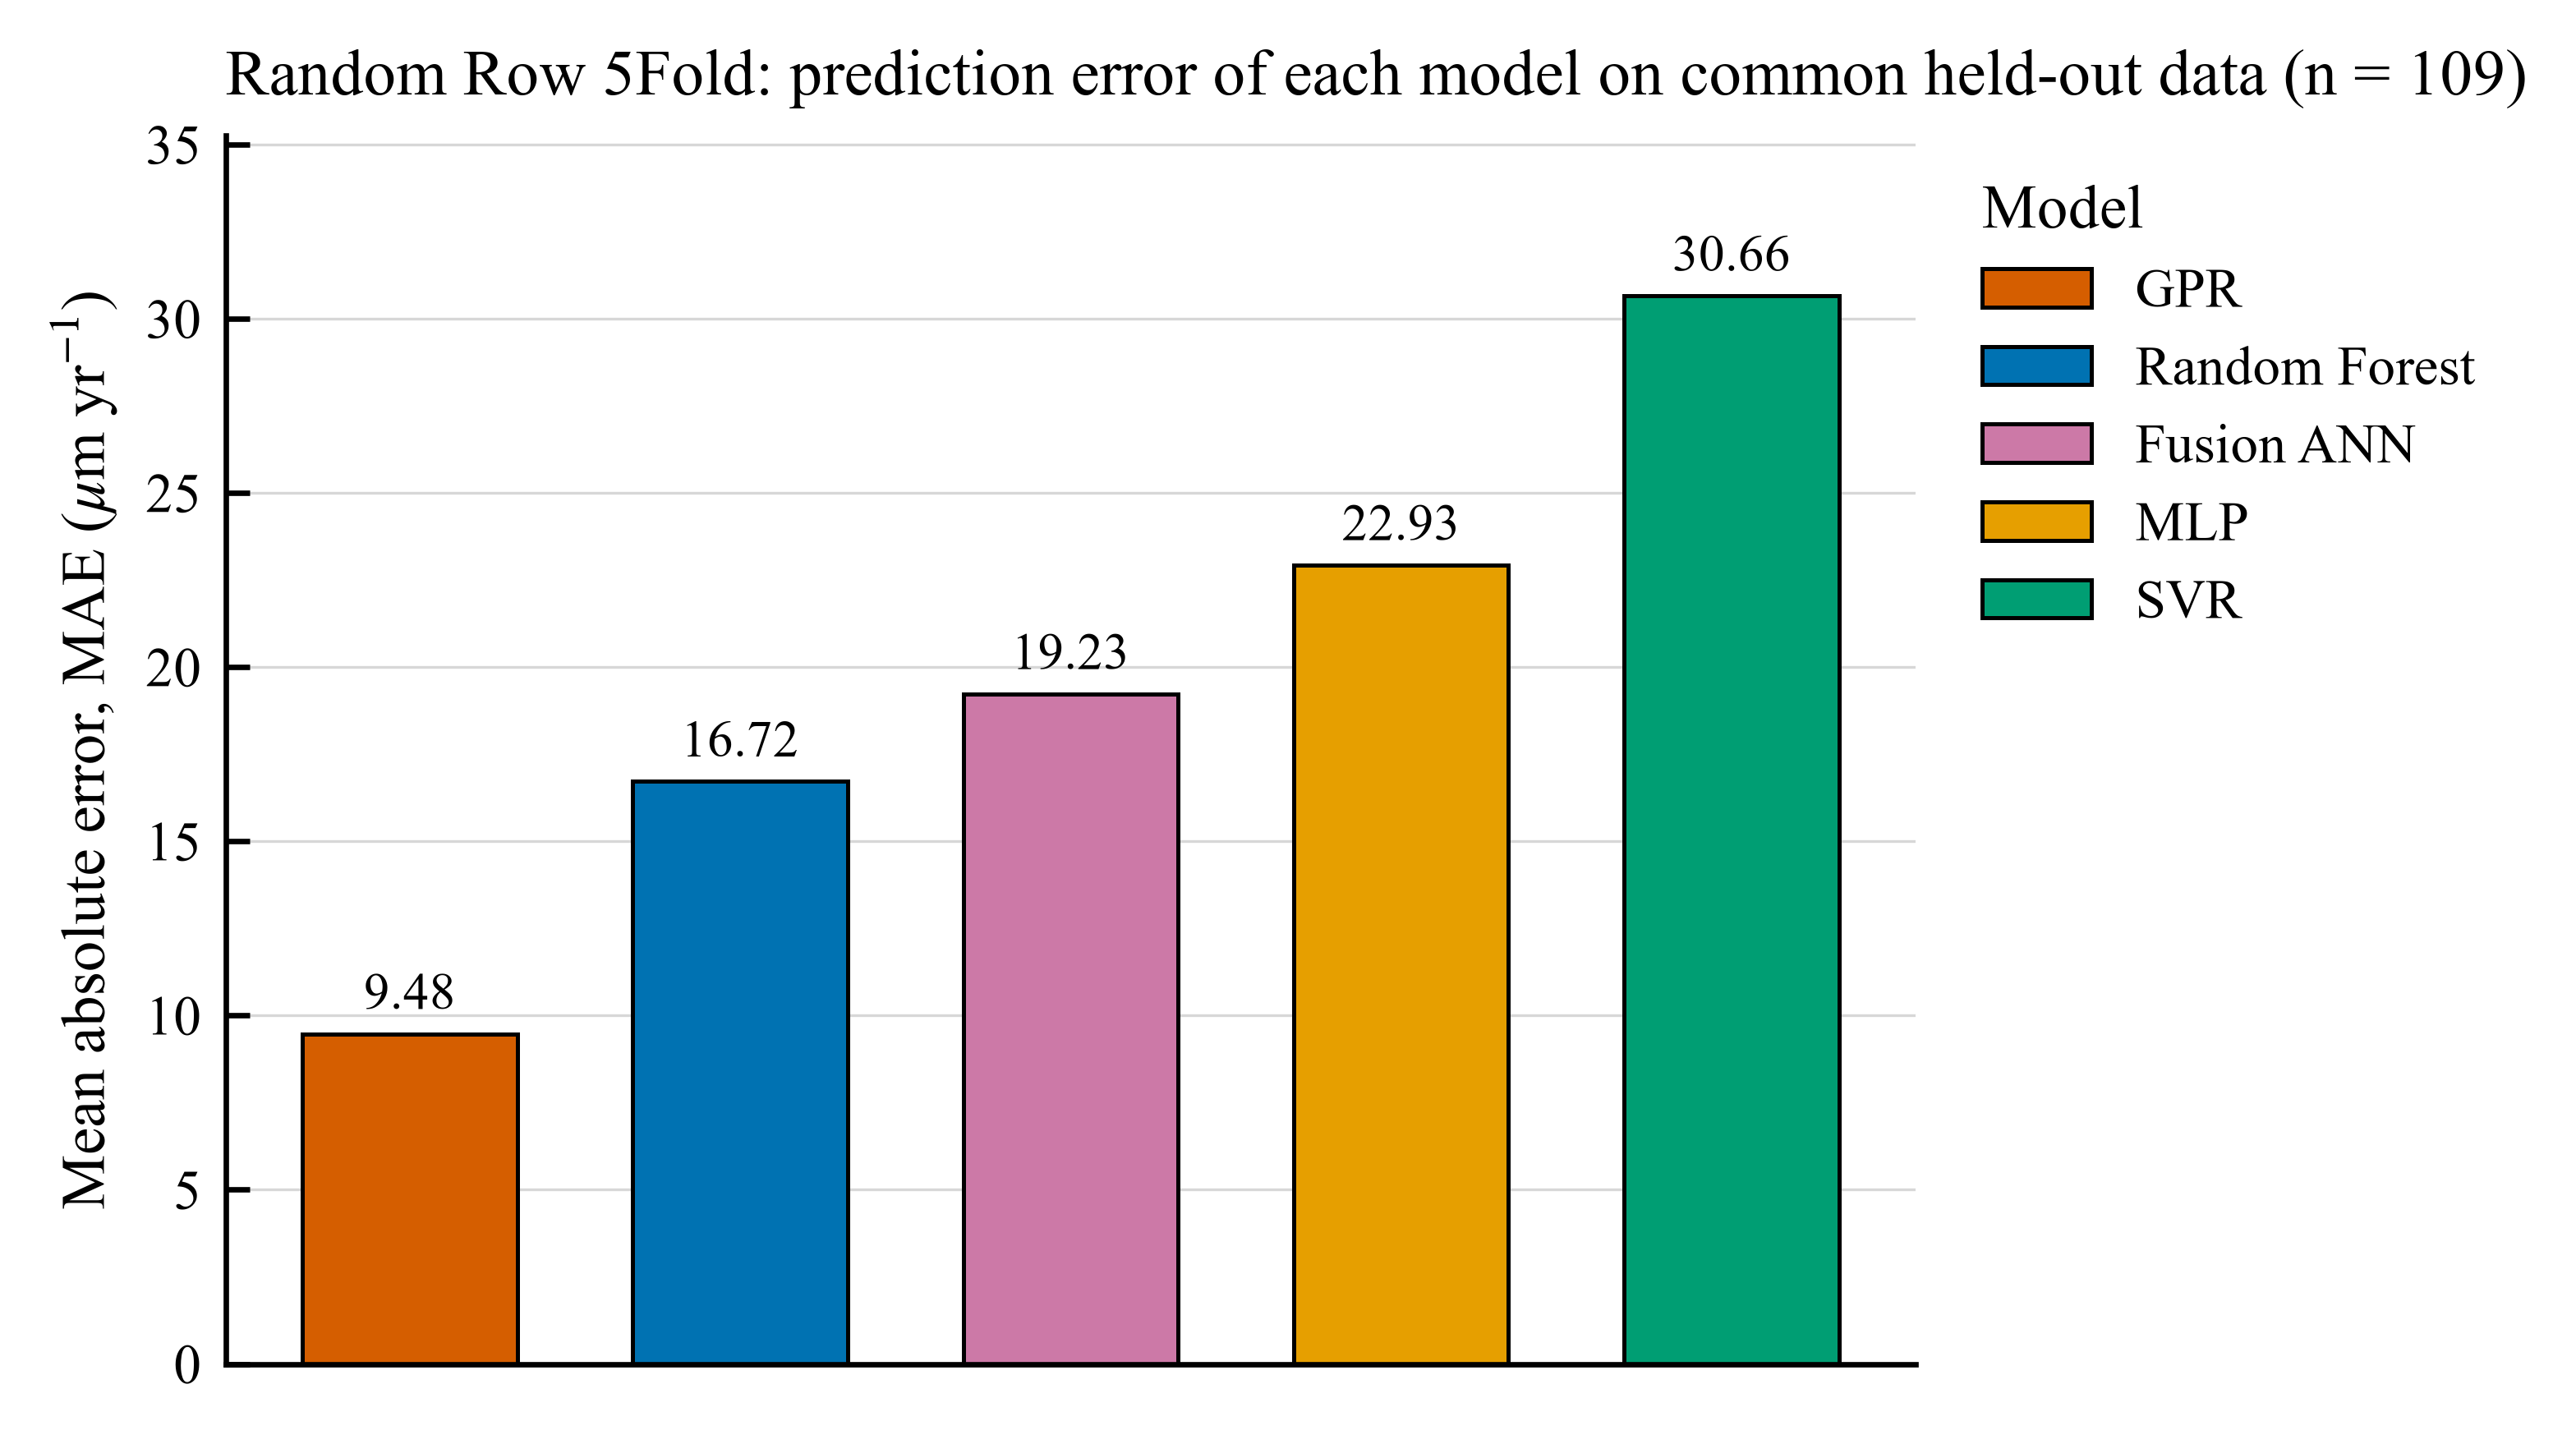 Random Row 5Fold: prediction error of each model on common held-out data (n = 109)
Mean absolute error, MAE (μm yr⁻¹)
35
30
25
20
15
10
5
0
9.48
16.72
19.23
22.93
30.66
Model
GPR
Random Forest
Fusion ANN
MLP
SVR